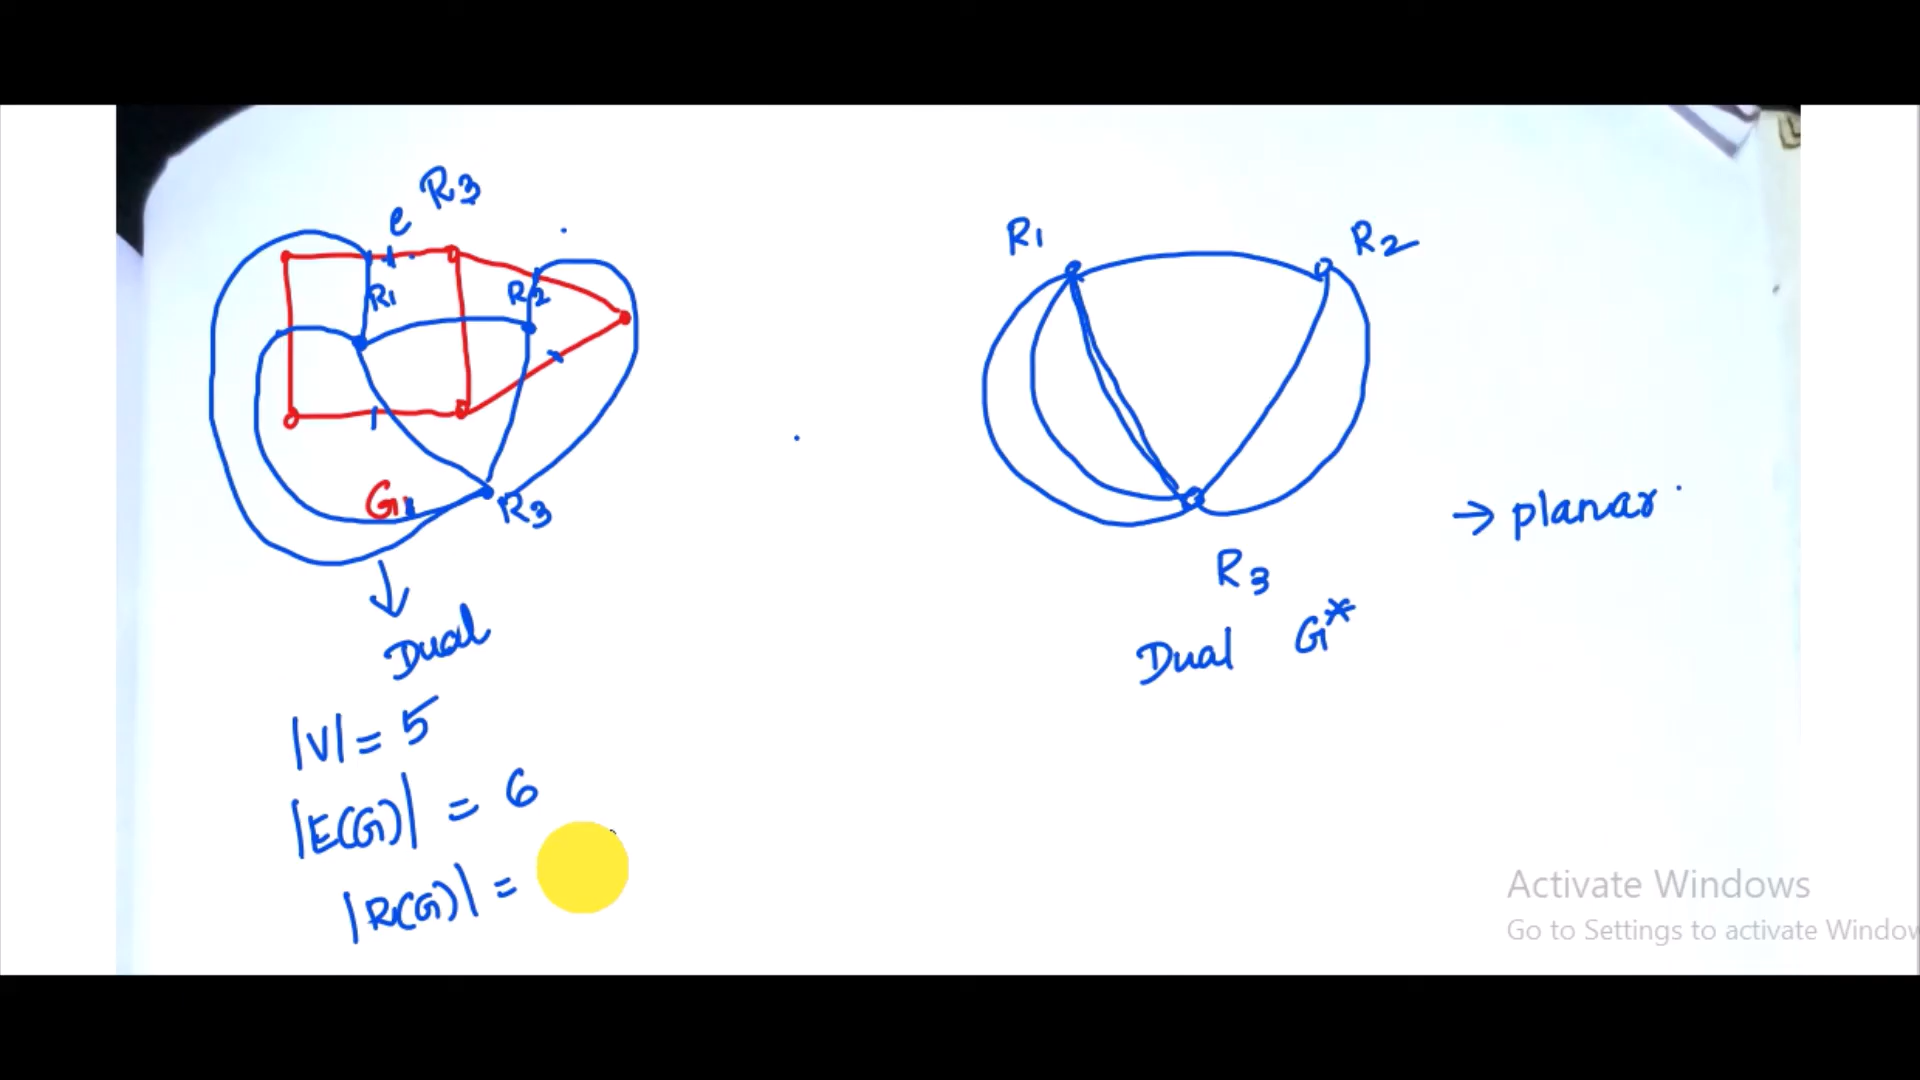 e R3
R1 R2
G1
R3
Dual
|V| = 5
|E(G)| = 6
|R(G)| =
R1 R2
R3
→ planar
Dual G*
Activate Windows
Go to Settings to activate Window